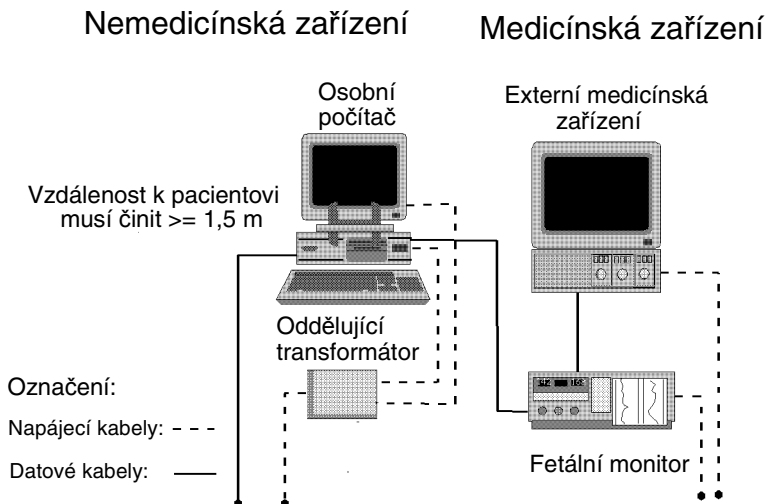 Nemedicínská zařízení
Medicínská zařízení
Osobní
počítač
Externí medicínská
zařízení
Vzdálenost k pacientovi
musí činit >= 1,5 m
Oddělující
transformátor
Označení:
Napájecí kabely:
Datové kabely:
Fetální monitor